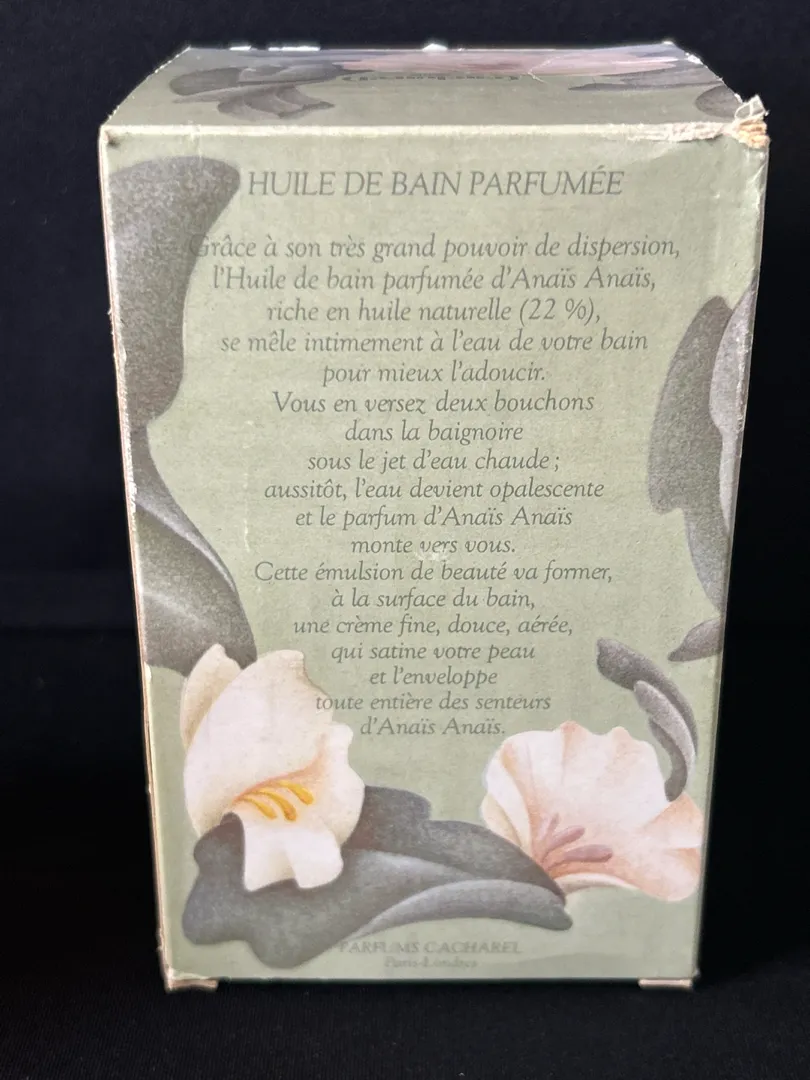 HUILE DE BAIN PARFUMÉE
Grâce à son très grand pouvoir de dispersion,
l'Huile de bain parfumée d'Anaïs Anaïs,
riche en huile naturelle (22 %),
se mêle intimement à l'eau de votre bain
pour mieux l'adoucir.
Vous en versez deux bouchons
dans la baignoire
sous le jet d'eau chaude ;
aussitôt, l'eau devient opalescente
et le parfum d'Anaïs Anaïs
monte vers vous.
Cette émulsion de beauté va former,
à la surface du bain,
une crème fine, douce, aérée,
qui satine votre peau
et l'enveloppe
toute entière des senteurs
d'Anaïs Anaïs.
PARFUMS CACHAREL
Paris-Londres